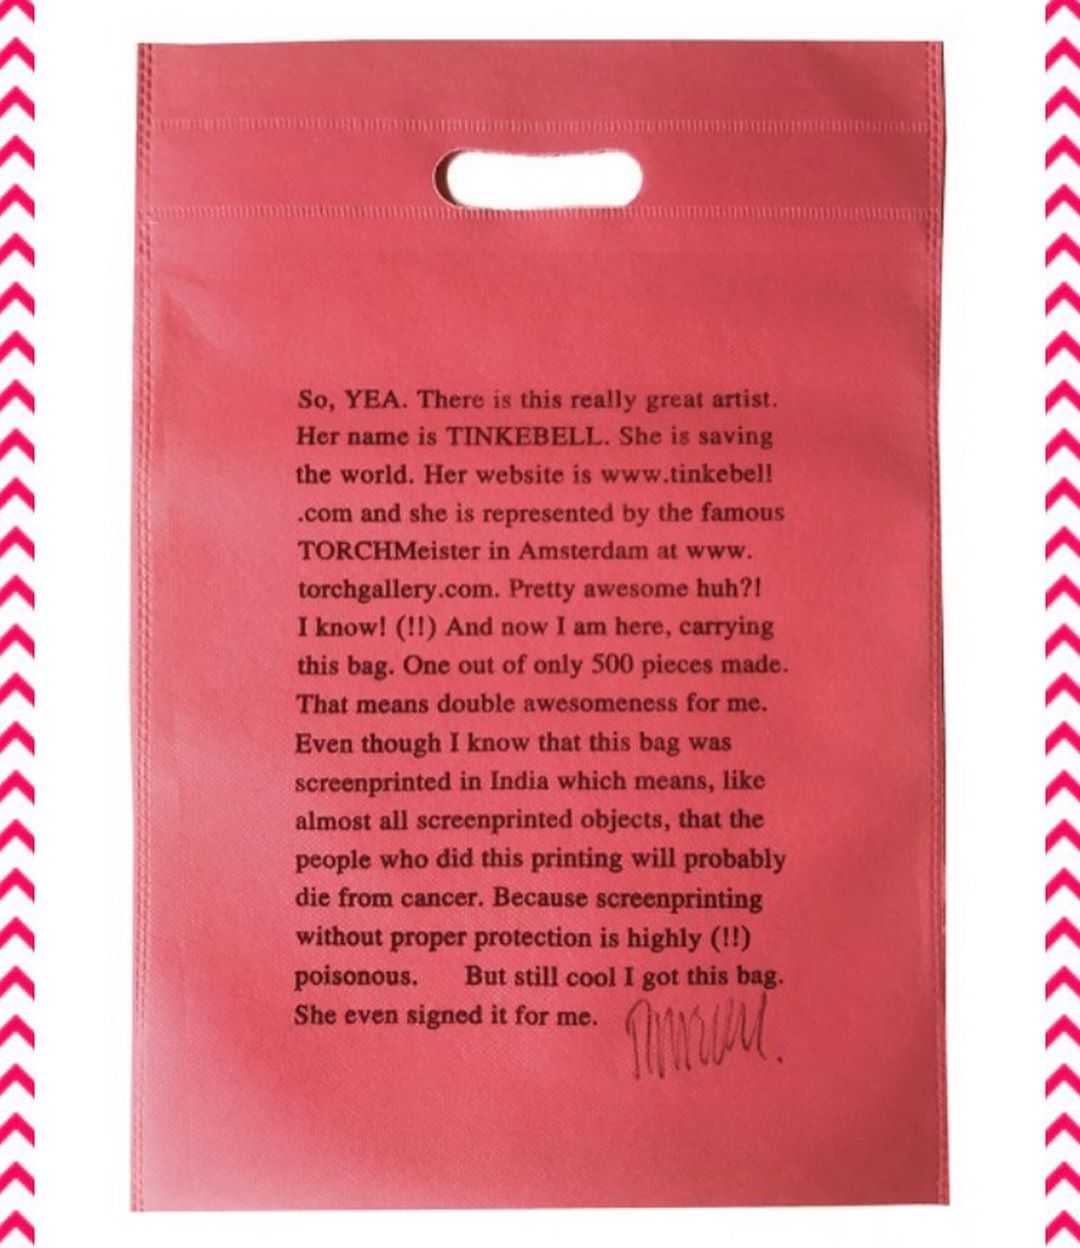 So, YEA. There is this really great artist.
Her name is TINKEBELL. She is saving
the world. Her website is www.tinkebell
.com and she is represented by the famous
TORCHMeister in Amsterdam at www.
torchgallery.com. Pretty awesome huh?!
I know! (!!) And now I am here, carrying
this bag. One out of only 500 pieces made.
That means double awesomeness for me.
Even though I know that this bag was
screenprinted in India which means, like
almost all screenprinted objects, that the
people who did this printing will probably
die from cancer. Because screenprinting
without proper protection is highly (!!)
poisonous. But still cool I got this bag.
She even signed it for me.